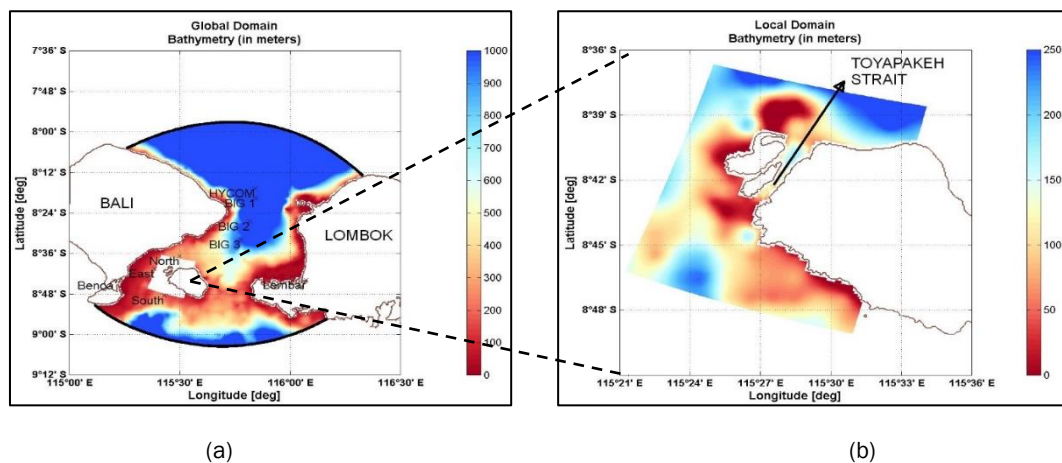 Global Domain
Bathymetry (in meters)
7°36' S
7°48' S
8°00' S
8°12' S
8°24' S
8°36' S
8°48' S
9°00' S
9°12' S
Latitude [deg]
BALI
LOMBOK
HYCOM
BIG 1
BIG 2
BIG 3
North
East
Benoa
South
Lembar
115°00' E
115°30' E
116°00' E
116°30' E
Longitude [deg]
1000
900
800
700
600
500
400
300
200
100
0
(a)
Local Domain
Bathymetry (in meters)
8°36' S
8°39' S
8°42' S
8°45' S
8°48' S
Latitude [deg]
TOYAPAKEH
STRAIT
115°21' E
115°24' E
115°27' E
115°30' E
115°33' E
115°36' E
Longitude [deg]
250
200
150
100
50
0
(b)